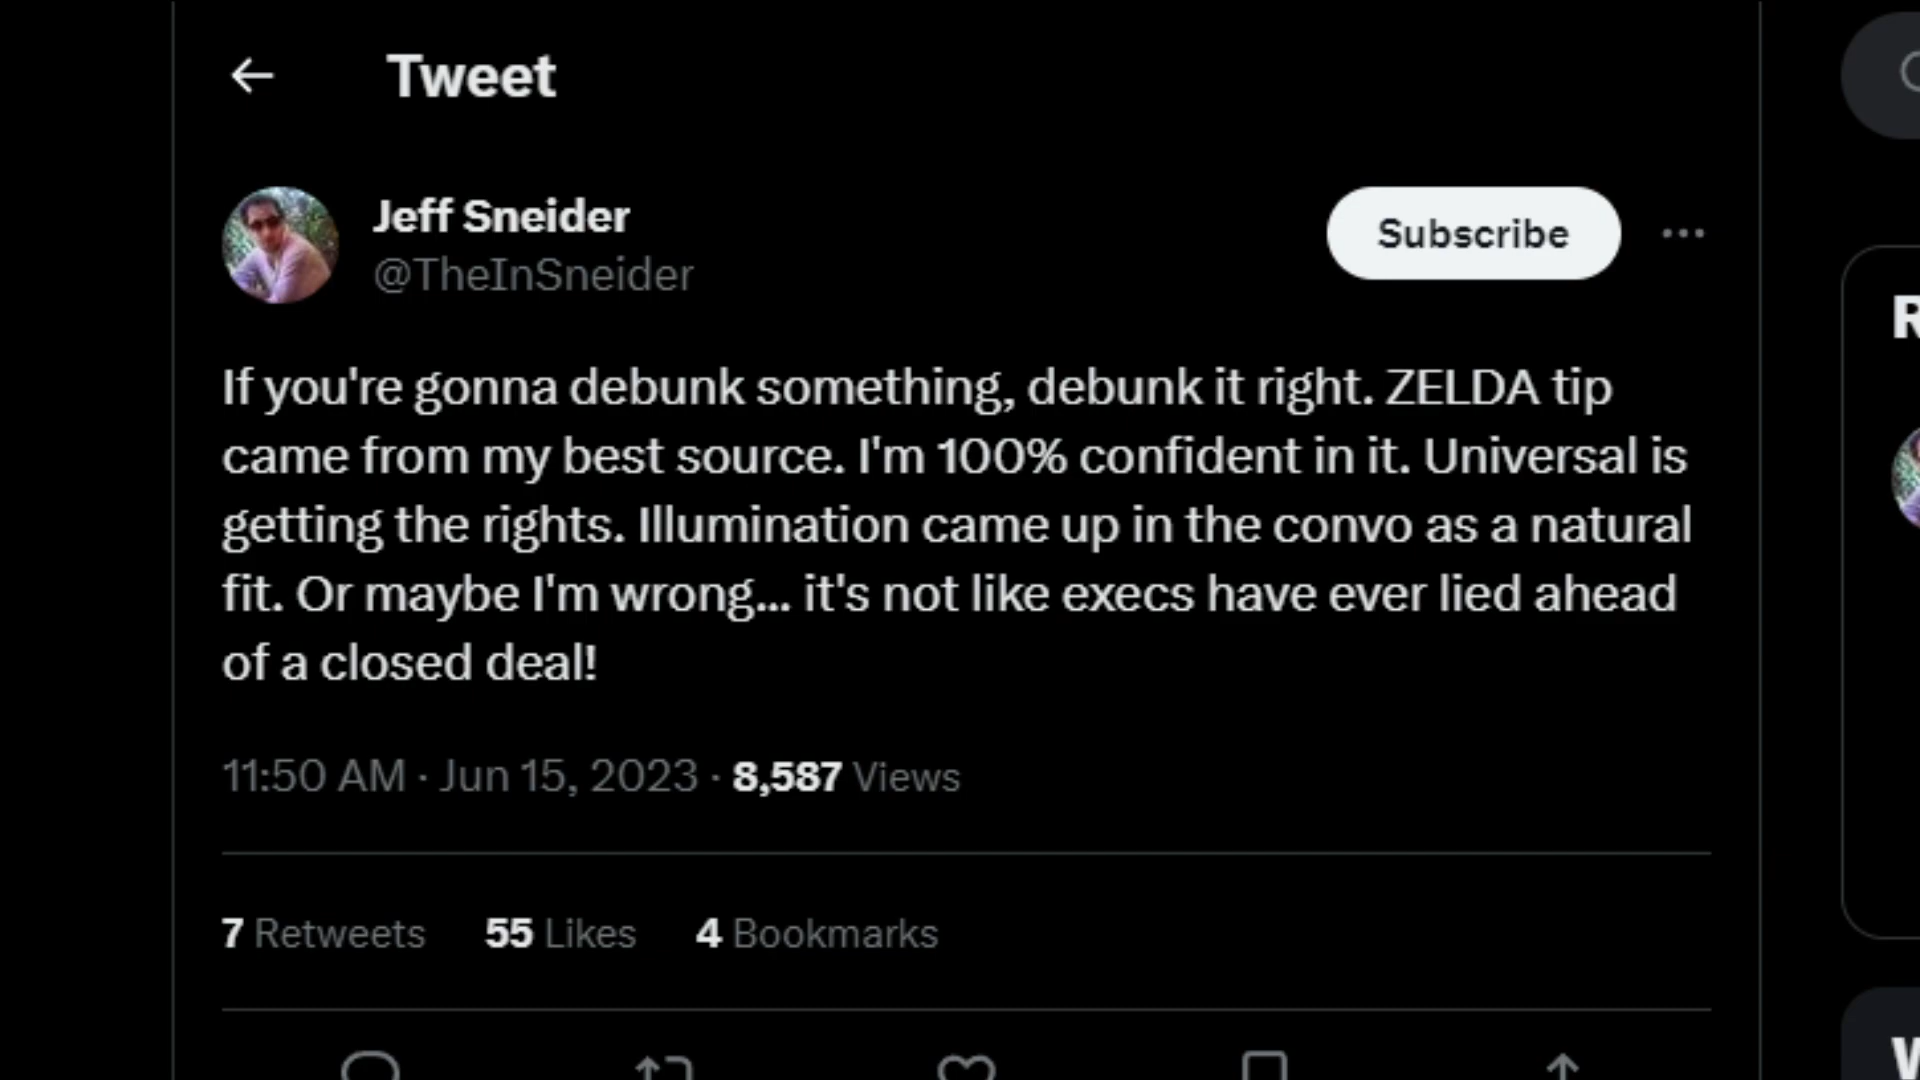 Tweet
Jeff Sneider
@TheInSneider
Subscribe
If you're gonna debunk something, debunk it right. ZELDA tip
came from my best source. I'm 100% confident in it. Universal is
getting the rights. Illumination came up in the convo as a natural
fit. Or maybe I'm wrong... it's not like execs have ever lied ahead
of a closed deal!
11:50 AM · Jun 15, 2023 · 8,587 Views
7 Retweets 55 Likes 4 Bookmarks
R